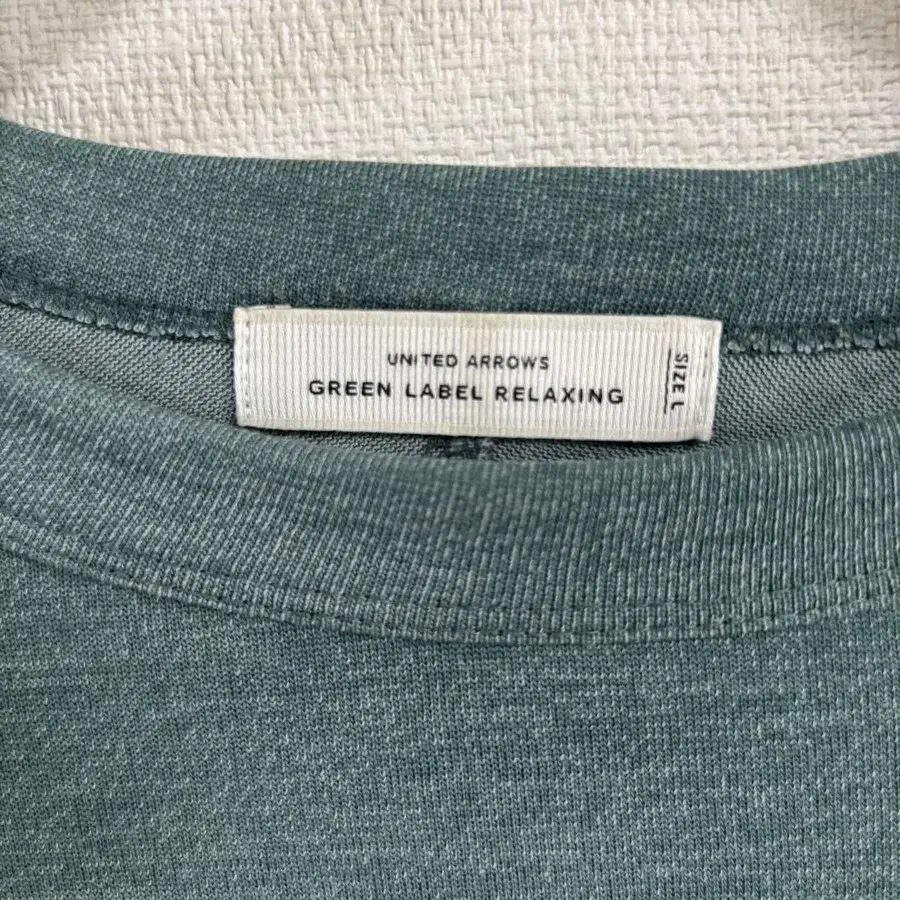 UNITED ARROWS
GREEN LABEL RELAXING
SIZE L